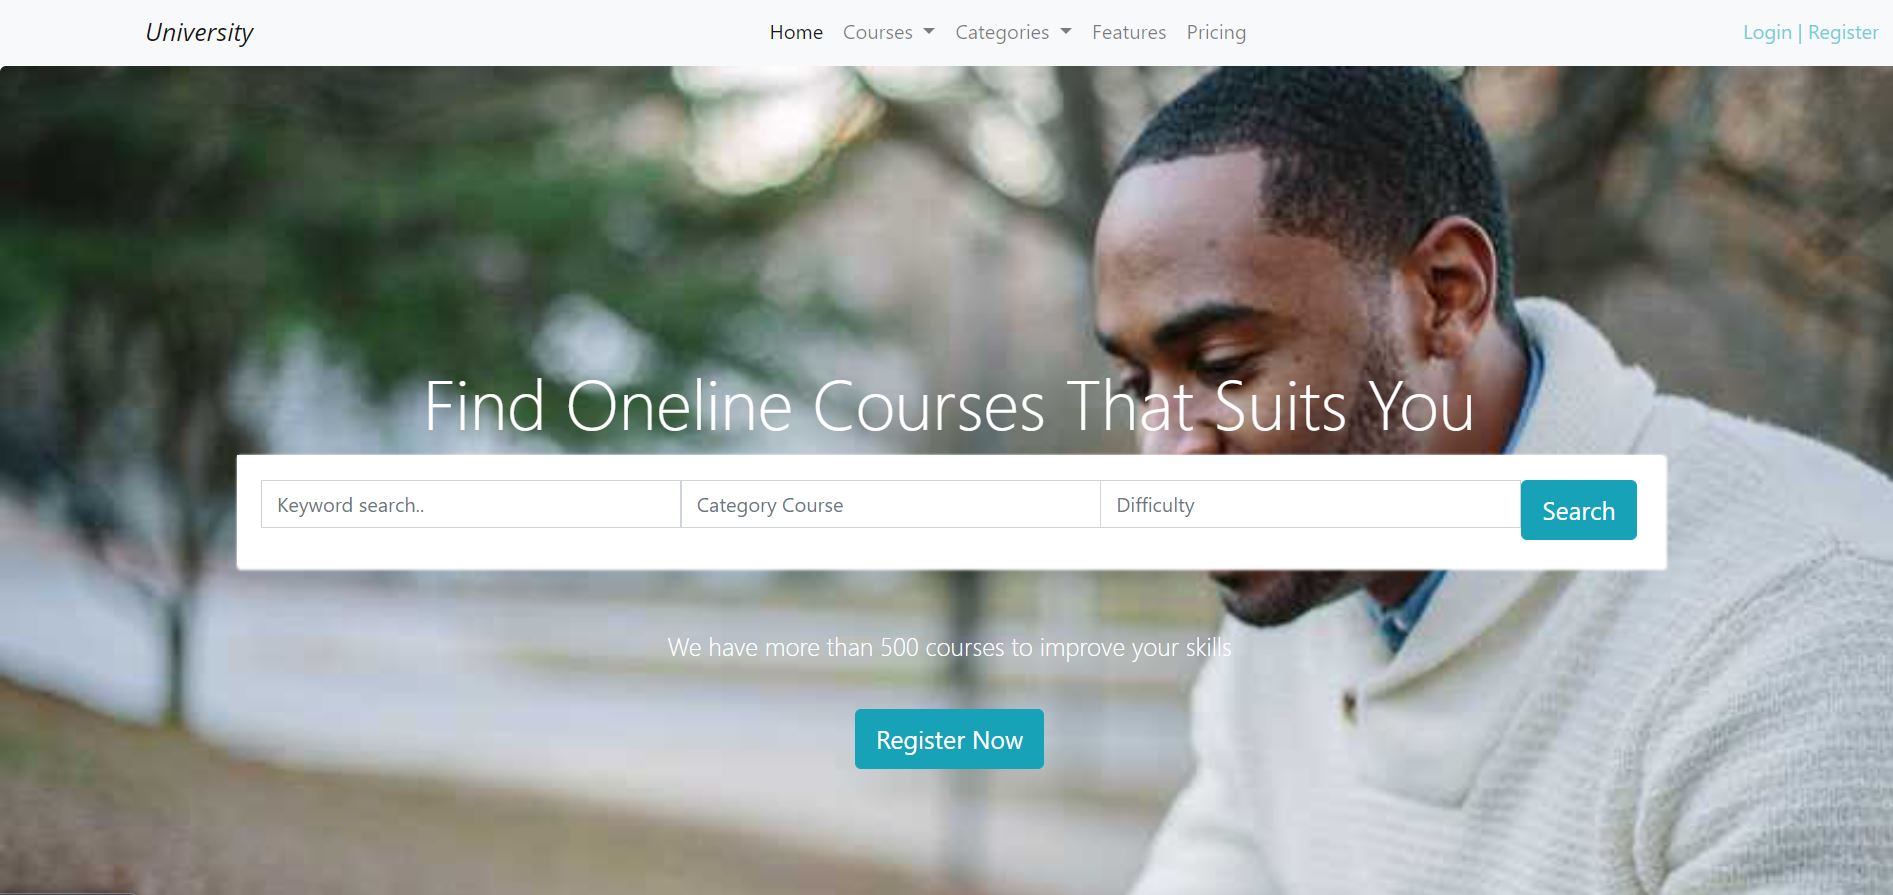 University
Home Courses Categories Features Pricing
Login | Register
Find Oneline Courses That Suits You
Keyword search..
Category Course
Difficulty
Search
We have more than 500 courses to improve your skills
Register Now